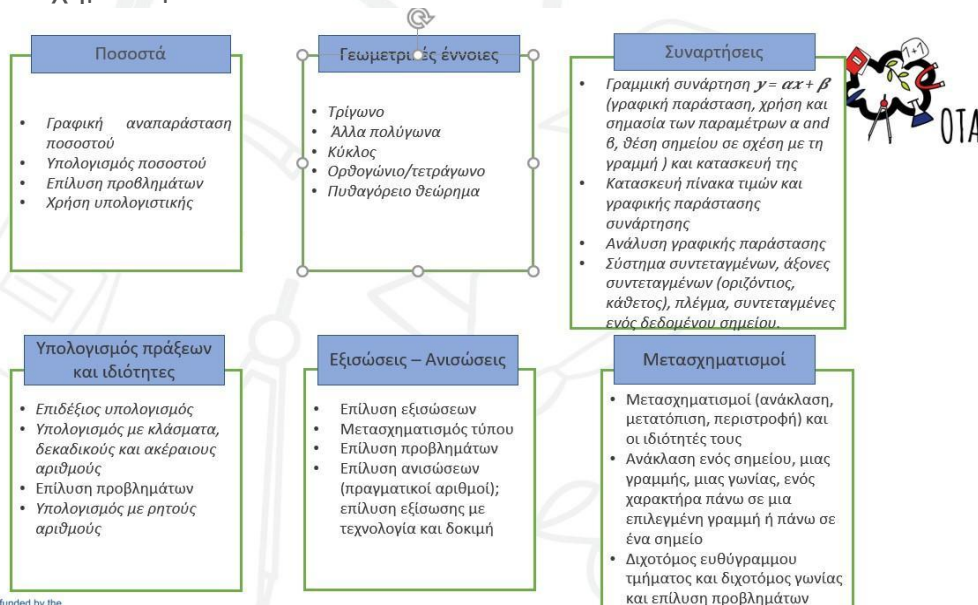 Ποσοστά
• Γραφική αναπαράσταση
ποσοστού
• Υπολογισμός ποσοστού
• Επίλυση προβλημάτων
• Χρήση υπολογιστικής
Γεωμετρικές έννοιες
• Τρίγωνο
• Άλλα πολύγωνα
• Κύκλος
• Ορθογώνιο/τετράγωνο
• Πυθαγόρειο θεώρημα
Συναρτήσεις
• Γραμμική συνάρτηση y = αx + β
(γραφική παράσταση, χρήση και
σημασία των παραμέτρων α and
β, θέση σημείου σε σχέση με τη
γραμμή ) και κατασκευή της
• Κατασκευή πίνακα τιμών και
γραφικής παράστασης
συνάρτησης
• Ανάλυση γραφικής παράστασης
• Σύστημα συντεταγμένων, άξονες
συντεταγμένων (οριζόντιος,
κάθετος), πλέγμα, συντεταγμένες
ενός δεδομένου σημείου.
1+1
ΟΤΑ
Υπολογισμός πράξεων
και ιδιότητες
• Επιδέξιος υπολογισμός
• Υπολογισμός με κλάσματα,
δεκαδικούς και ακέραιους
αριθμούς
• Επίλυση προβλημάτων
• Υπολογισμός με ρητούς
αριθμούς
Εξισώσεις – Ανισώσεις
• Επίλυση εξισώσεων
• Μετασχηματισμός τύπου
• Επίλυση προβλημάτων
• Επίλυση ανισώσεων
(πραγματικοί αριθμοί);
επίλυση εξίσωσης με
τεχνολογία και δοκιμή
Μετασχηματισμοί
• Μετασχηματισμοί (ανάκλαση,
μετατόπιση, περιστροφή) και
οι ιδιότητές τους
• Ανάκλαση ενός σημείου, μιας
γραμμής, μιας γωνίας, ενός
χαρακτήρα πάνω σε μια
επιλεγμένη γραμμή ή πάνω σε
ένα σημείο
• Διχοτόμος ευθύγραμμου
τμήματος και διχοτόμος γωνίας
και επίλυση προβλημάτων
funded by the